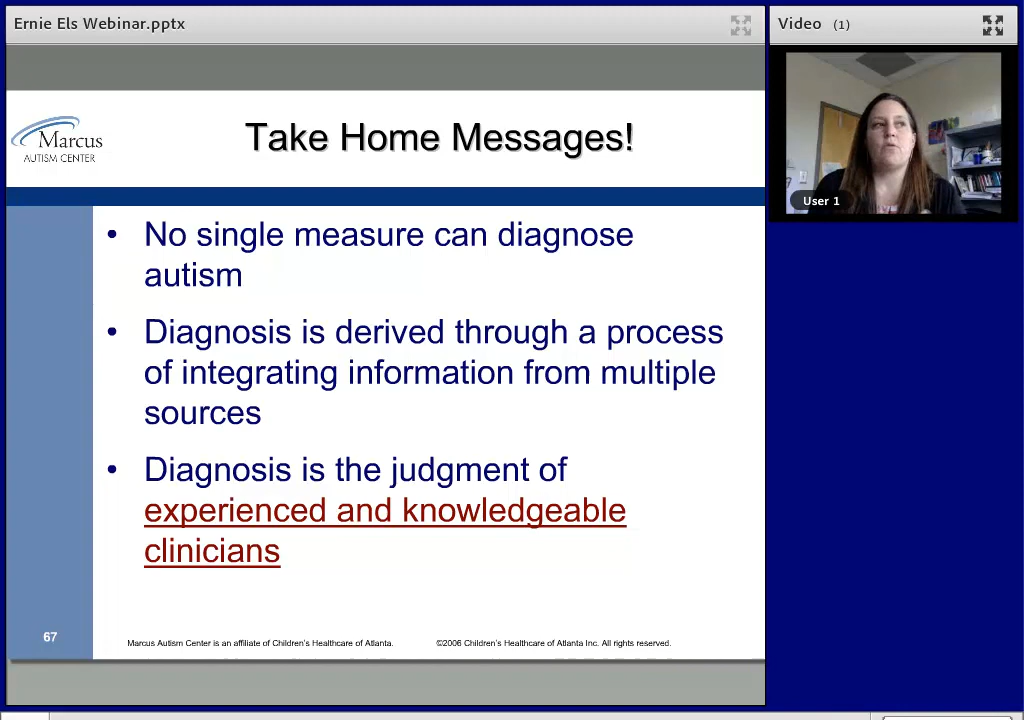 Ernie Els Webinar.pptx
Video (1)
Marcus
AUTISM CENTER
Take Home Messages!
User 1
• No single measure can diagnose
autism
• Diagnosis is derived through a process
of integrating information from multiple
sources
• Diagnosis is the judgment of
experienced and knowledgeable
clinicians
67
Marcus Autism Center is an affiliate of Children's Healthcare of Atlanta. ©2006 Children's Healthcare of Atlanta Inc. All rights reserved.